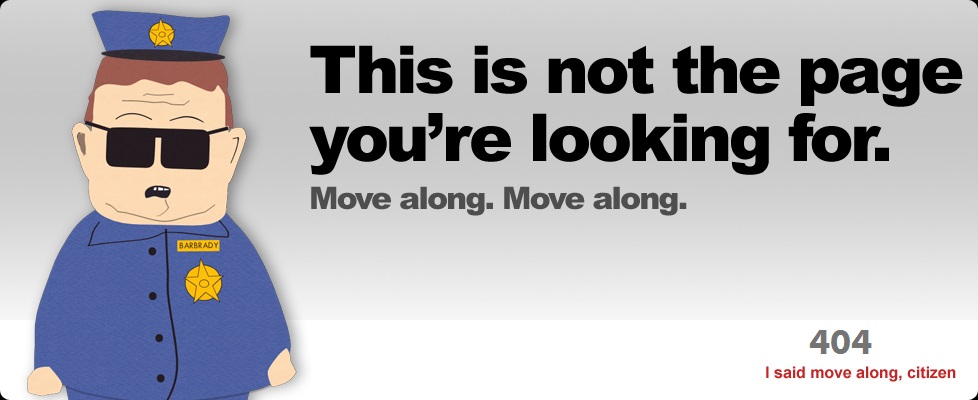 This is not the page
you’re looking for.
Move along. Move along.
BARBRADY
404
I said move along, citizen